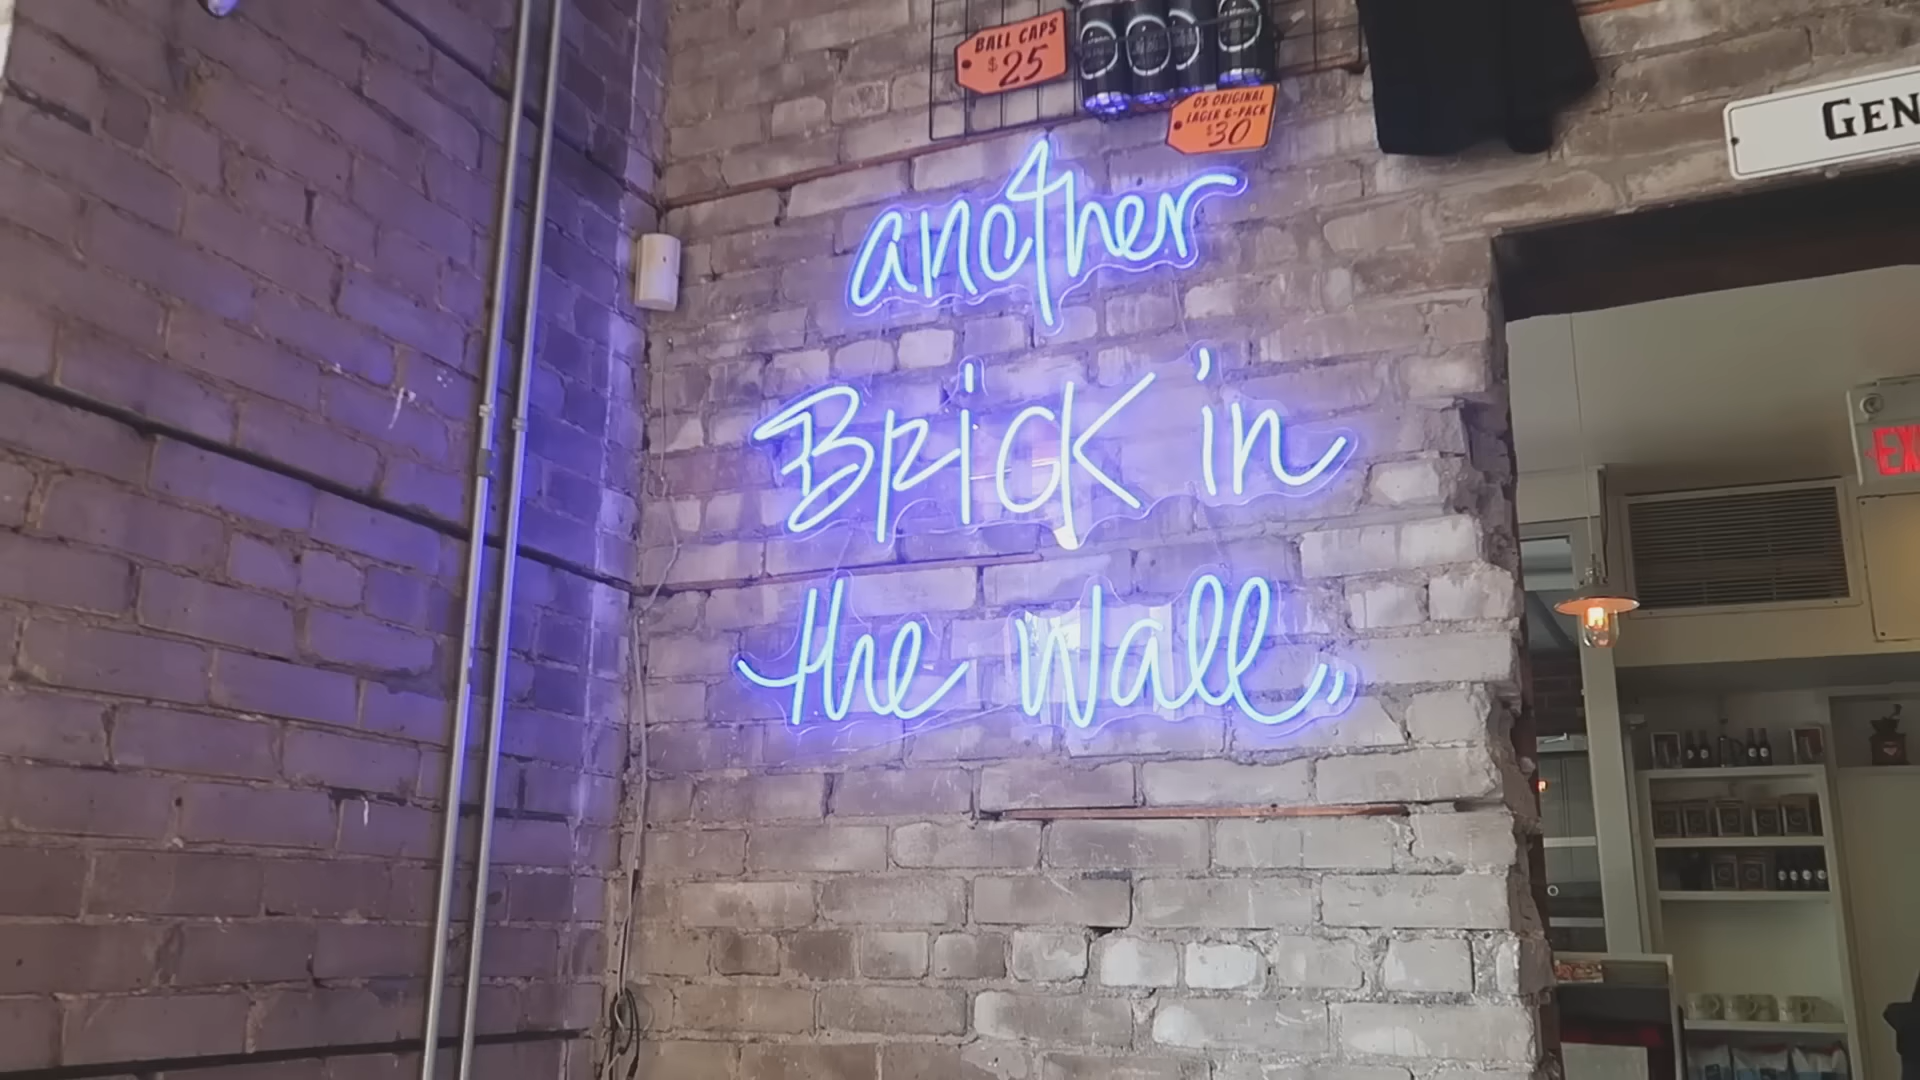 BALL CAPS
$25
OS ORIGINAL
LAGER 6-PACK
$30
GEN
another
Brick in
the Wall,,
EX